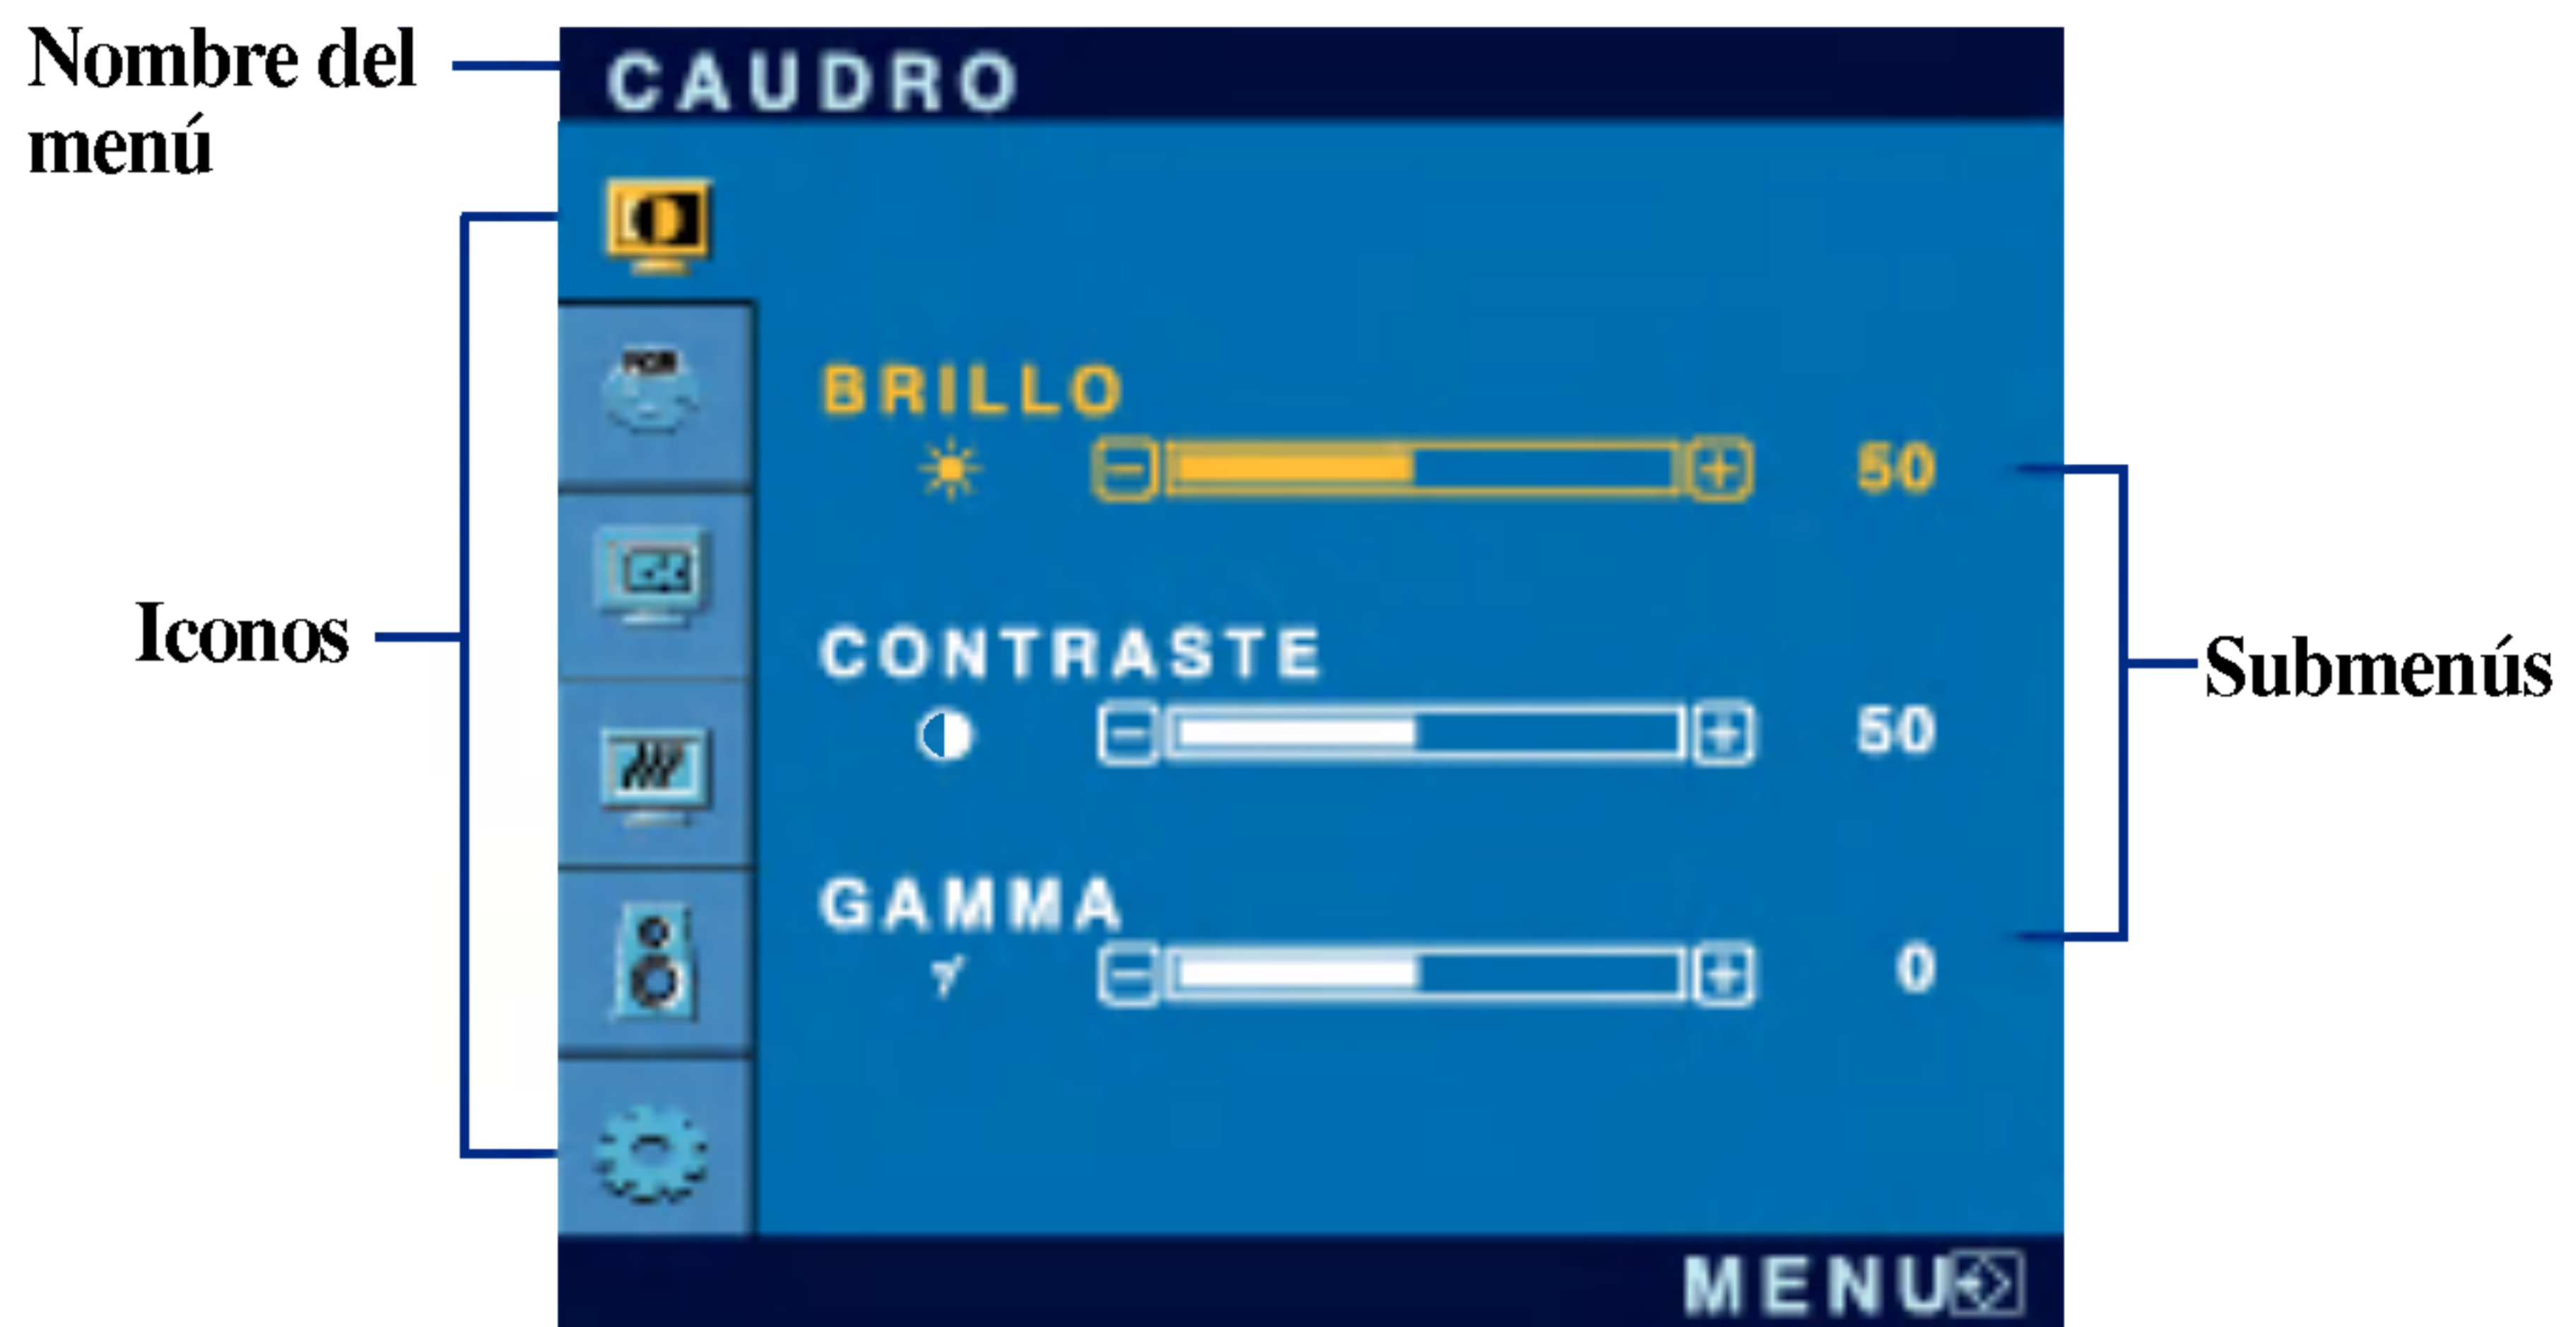 Nombre del
menú
CAUDRO
BRILLO
50
Iconos
CONTRASTE
50
Submenús
GAMMA
0
MENU